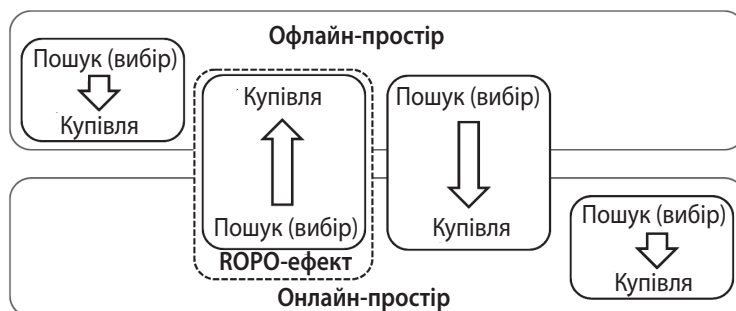 Офлайн-простір
Пошук (вибір)
Купівля
Купівля
Пошук (вибір)
ROPO-ефект
Пошук (вибір)
Купівля
Пошук (вибір)
Купівля
Онлайн-простір